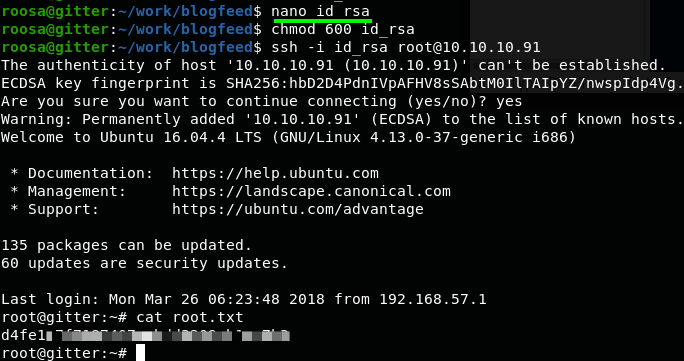 roosa@gitter:~/work/blogfeed$ nano id_rsa
roosa@gitter:~/work/blogfeed$ chmod 600 id_rsa
roosa@gitter:~/work/blogfeed$ ssh -i id_rsa root@10.10.10.91
The authenticity of host '10.10.10.91 (10.10.10.91)' can't be established.
ECDSA key fingerprint is SHA256:hbD2D4PdnIVpAFHV8sSAbtM0IlTAIpYZ/nwspIdp4Vg.
Are you sure you want to continue connecting (yes/no)? yes
Warning: Permanently added '10.10.10.91' (ECDSA) to the list of known hosts.
Welcome to Ubuntu 16.04.4 LTS (GNU/Linux 4.13.0-37-generic i686)
* Documentation:  https://help.ubuntu.com
* Management:     https://landscape.canonical.com
* Support:        https://ubuntu.com/advantage
135 packages can be updated.
60 updates are security updates.
Last login: Mon Mar 26 06:23:48 2018 from 192.168.57.1
root@gitter:~# cat root.txt
root@gitter:~#